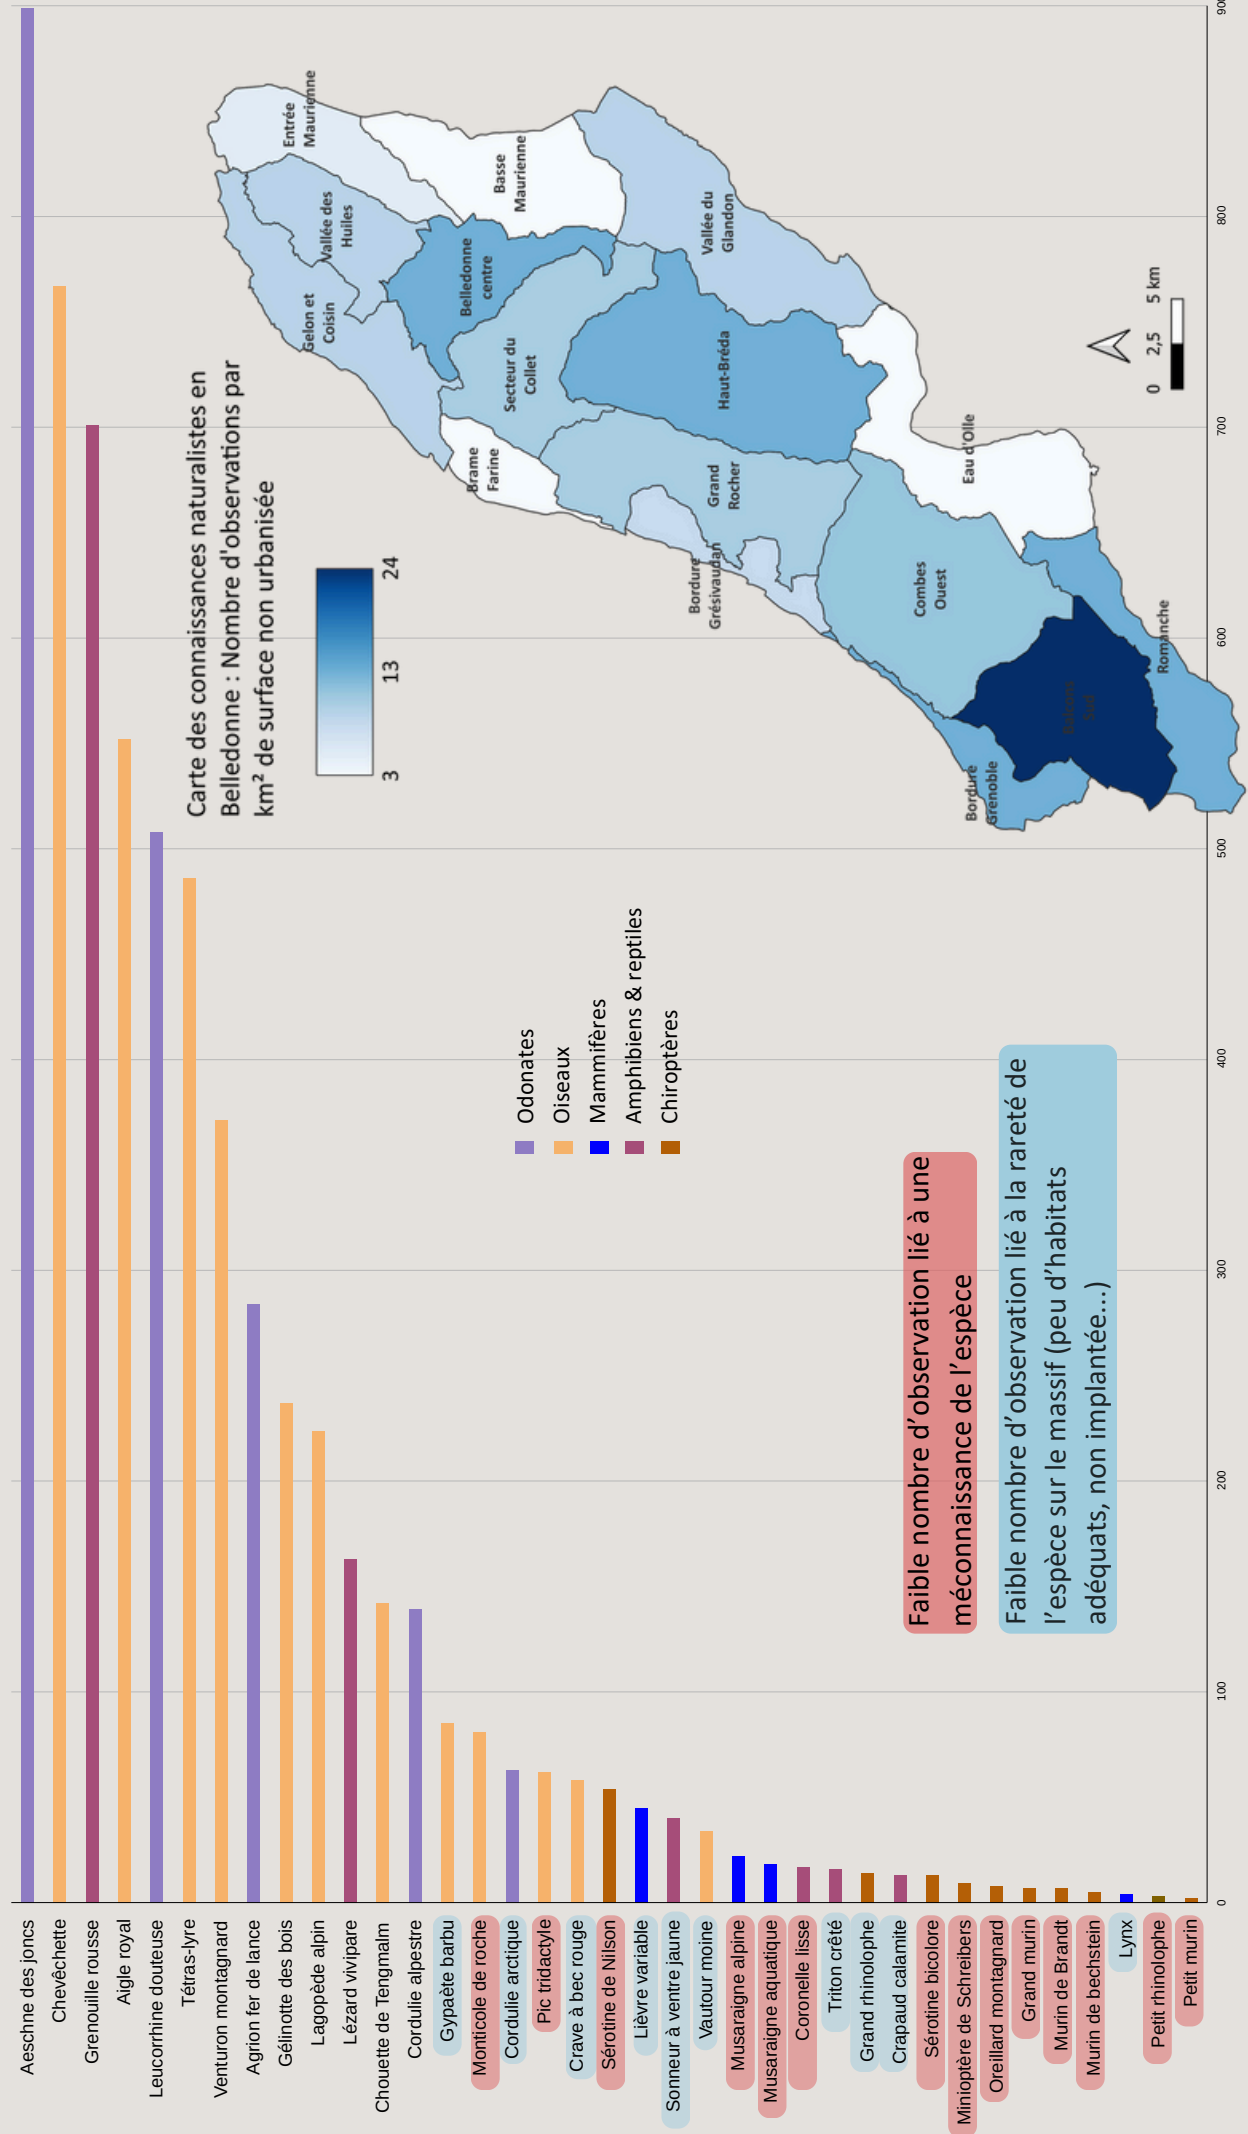 Aeschne des joncs
Chevêchette
Grenouille rousse
Aigle royal
Leucorrhine douteuse
Tétras-lyre
Venturon montagnard
Agrion fer de lance
Gélinotte des bois
Lagopède alpin
Lézard vivipare
Chouette de Tengmalm
Cordulie alpestre
Gypaète barbu
Monticole de roche
Cordulie arctique
Pic tridactyle
Crave à bec rouge
Sérotine de Nilson
Lièvre variable
Sonneur à ventre jaune
Vautour moine
Musaraigne alpine
Musaraigne aquatique
Coronelle lisse
Triton crêté
Grand rhinolophe
Crapaud calamite
Sérotine bicolore
Minioptère de Schreibers
Oreillard montagnard
Grand murin
Murin de Brandt
Murin de bechstein
Lynx
Petit rhinolophe
Petit murin
0
100
200
300
400
500
600
700
800
900
Odonates
Oiseaux
Mammifères
Amphibiens & reptiles
Chiroptères
Faible nombre d’observation lié à une
méconnaissance de l’espèce
Faible nombre d’observation lié à la rareté de
l’espèce sur le massif (peu d’habitats
adéquats, non implantée...)
Carte des connaissances naturalistes en
Belledonne : Nombre d'observations par
km² de surface non urbanisée
3
13
24
Entrée
Maurienne
Vallée des
Huiles
Gelon et
Coisin
Basse
Maurienne
Belledonne
centre
Secteur du
Collet
Vallée du
Glandon
Brame
Farine
Haut-Bréda
Grand
Rocher
Bordure
Grésivaudan
Eau d'Olle
Combes
Ouest
Romanche
Balcons
Sud
Bordure
Grenoble
0
2,5
5 km